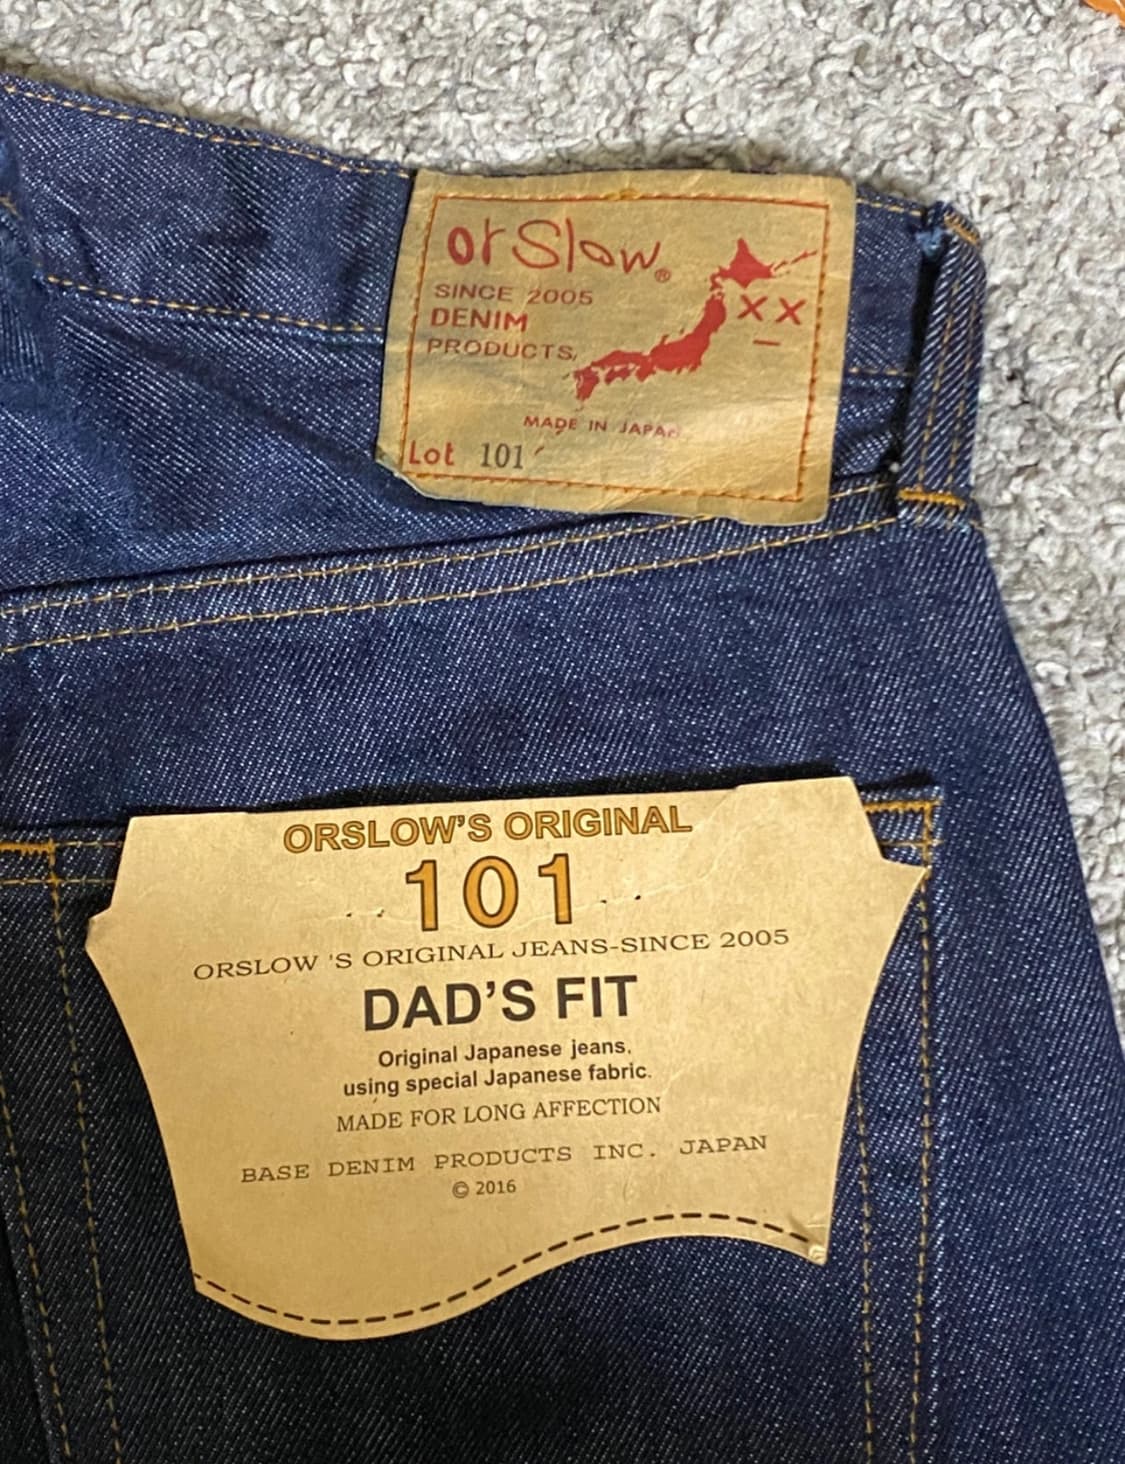 orSlow®
SINCE 2005
DENIM
PRODUCTS,
XX
MADE IN JAPAN
Lot 101
ORSLOW'S ORIGINAL
101
ORSLOW 'S ORIGINAL JEANS-SINCE 2005
DAD'S FIT
Original Japanese jeans.
using special Japanese fabric.
MADE FOR LONG AFFECTION
BASE DENIM PRODUCTS INC. JAPAN
© 2016